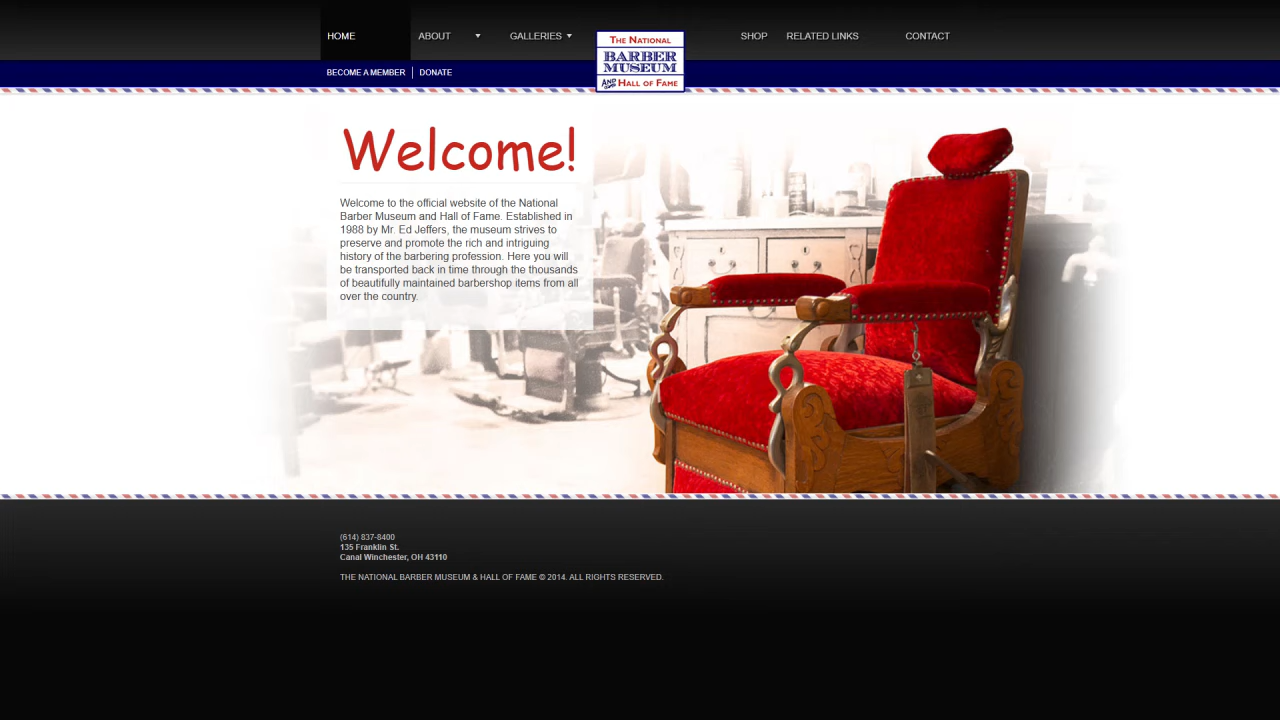 HOME
ABOUT
GALLERIES
THE NATIONAL
BARBER
MUSEUM
AND HALL OF FAME
SHOP
RELATED LINKS
CONTACT
BECOME A MEMBER
DONATE
Welcome!
Welcome to the official website of the National
Barber Museum and Hall of Fame. Established in
1988 by Mr. Ed Jeffers, the museum strives to
preserve and promote the rich and intriguing
history of the barbering profession. Here you will
be transported back in time through the thousands
of beautifully maintained barbershop items from all
over the country.
(614) 837-8400
135 Franklin St.
Canal Winchester, OH 43110
THE NATIONAL BARBER MUSEUM & HALL OF FAME © 2014. ALL RIGHTS RESERVED.